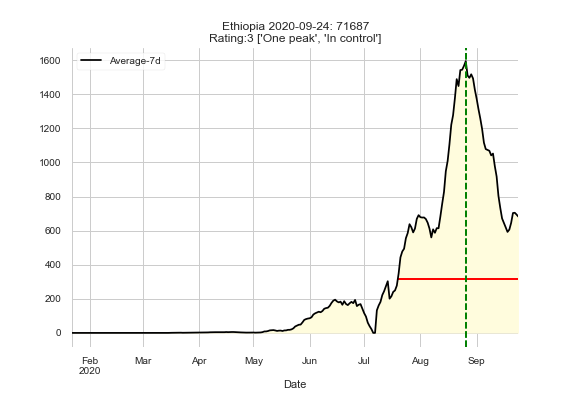 Ethiopia 2020-09-24: 71687
Rating:3 ['One peak', 'In control']
Average-7d
1600
1400
1200
1000
800
600
400
200
0
Feb
2020
Mar
Apr
May
Jun
Jul
Aug
Sep
Date